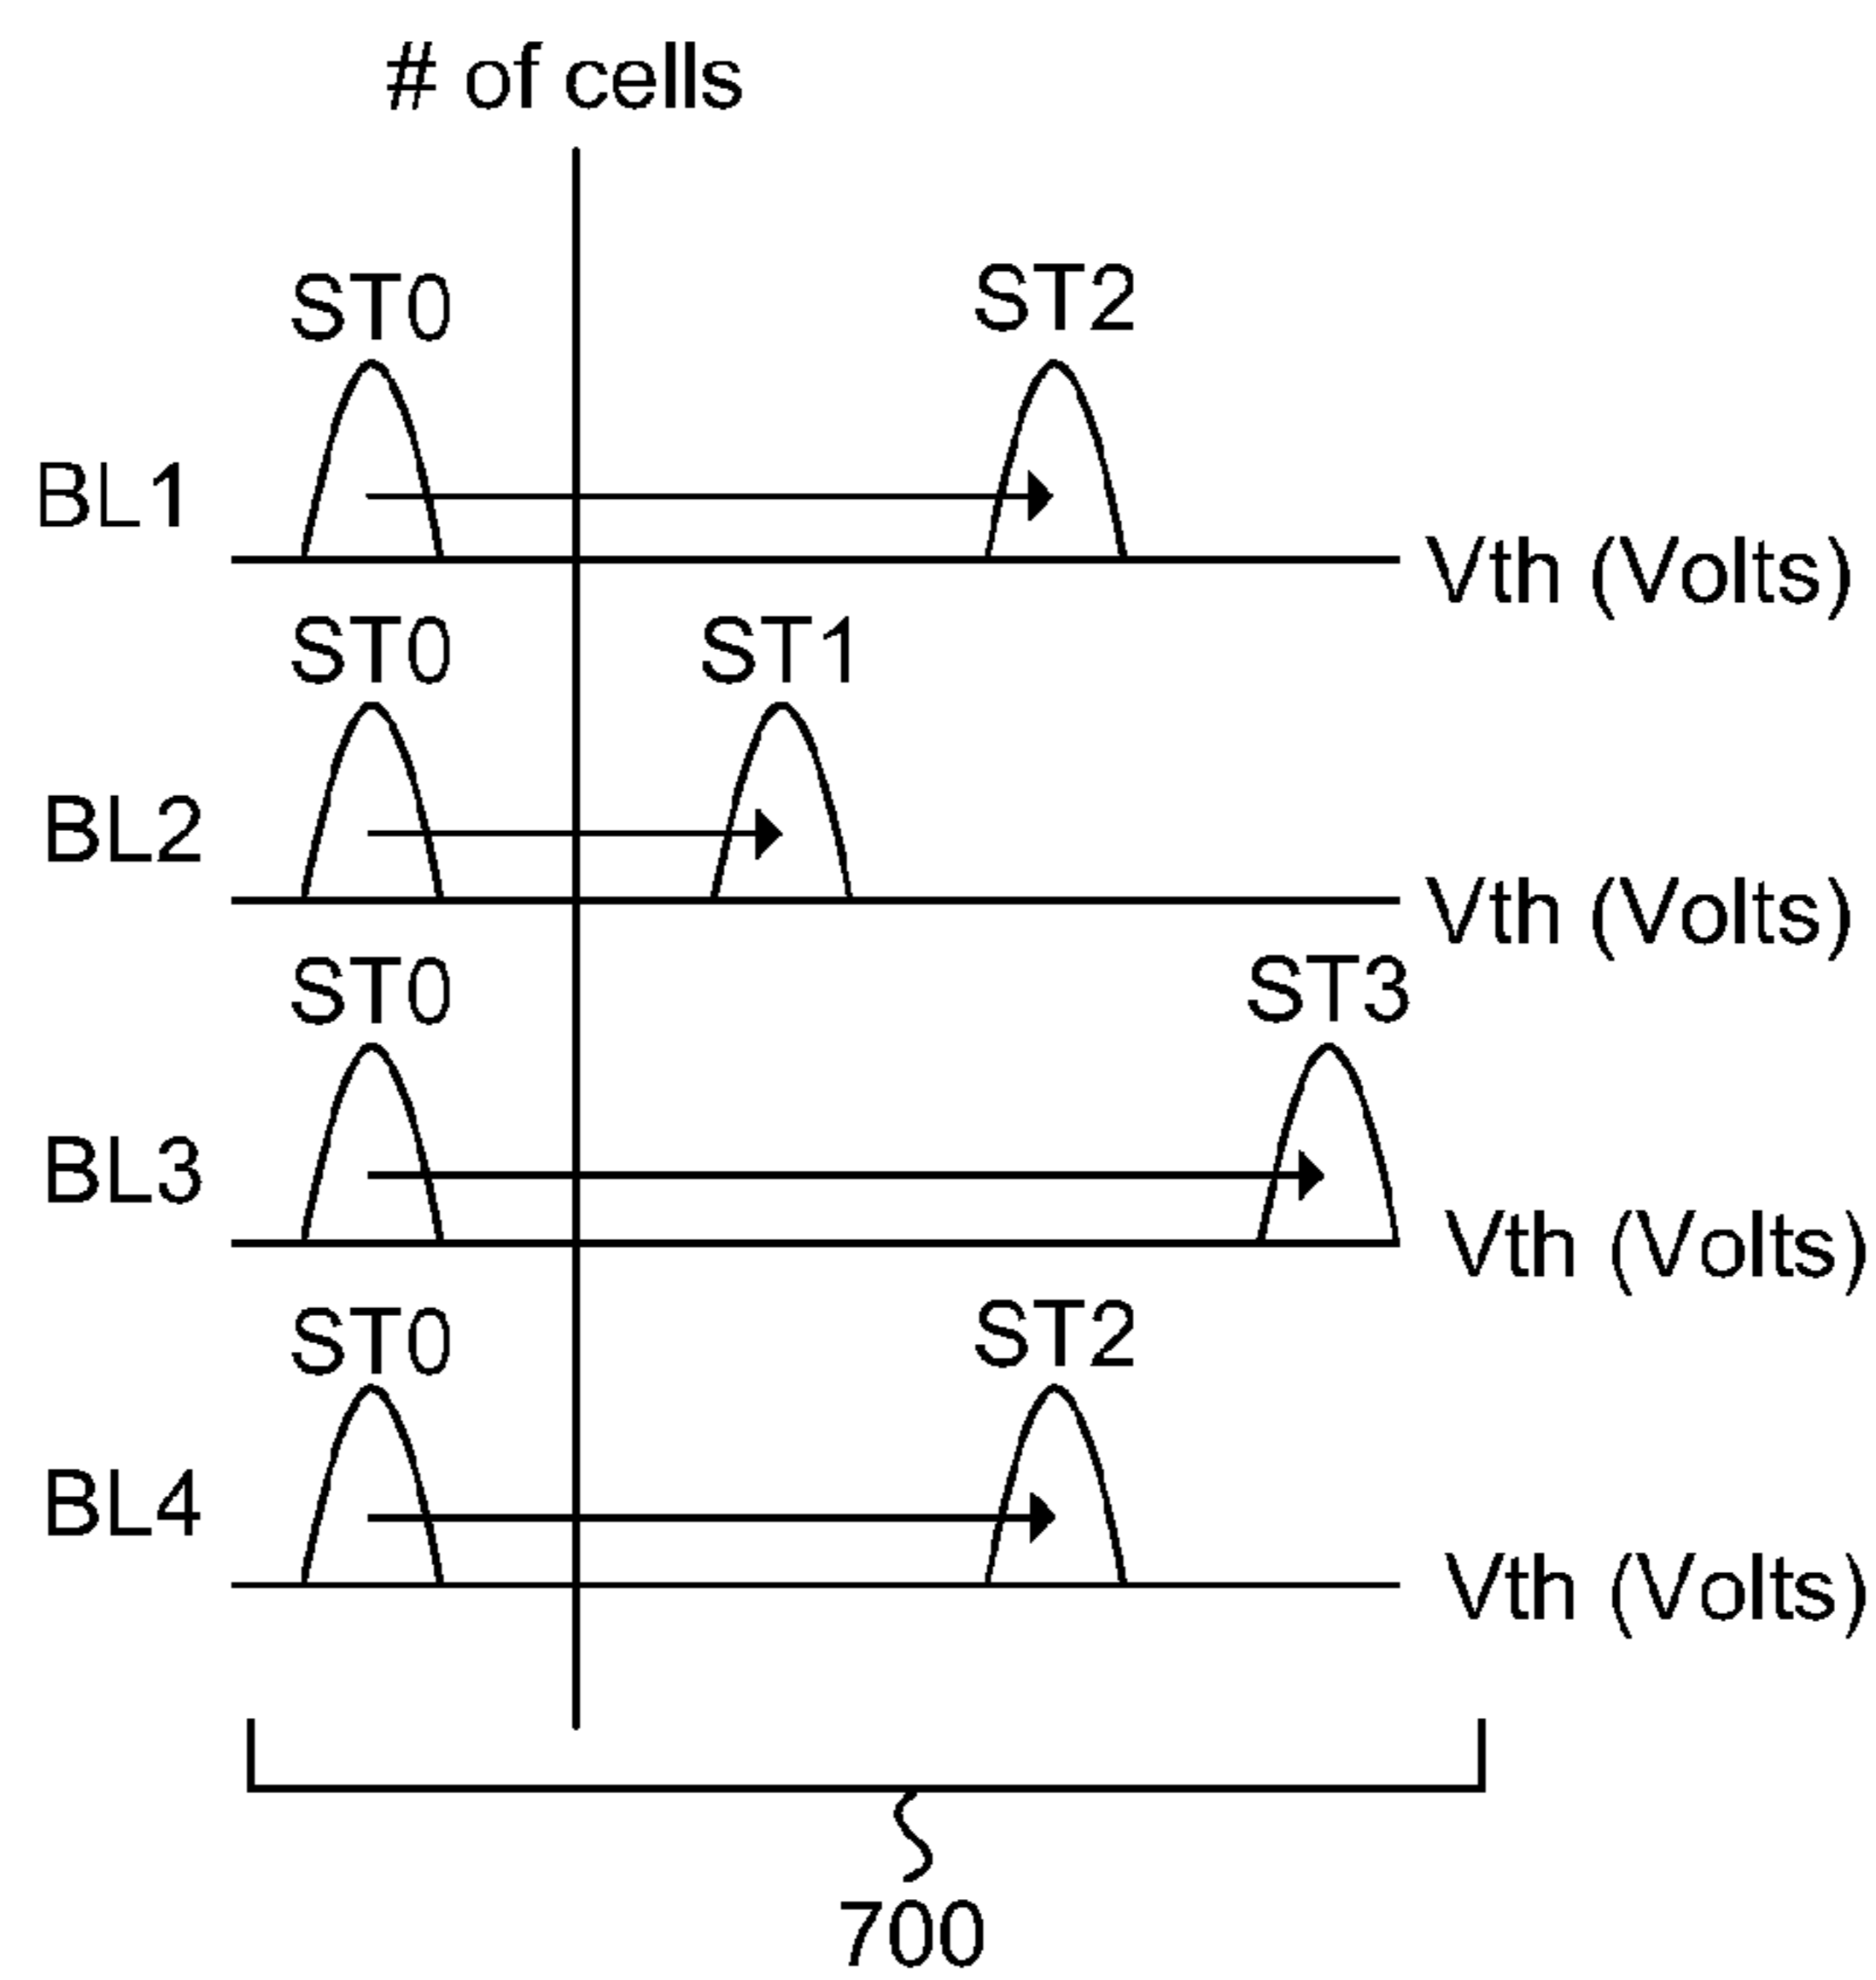 # of cells
ST0 ST2
BL1
Vth (Volts)
ST0 ST1
BL2
Vth (Volts)
ST0 ST3
BL3
Vth (Volts)
ST0 ST2
BL4
Vth (Volts)
700